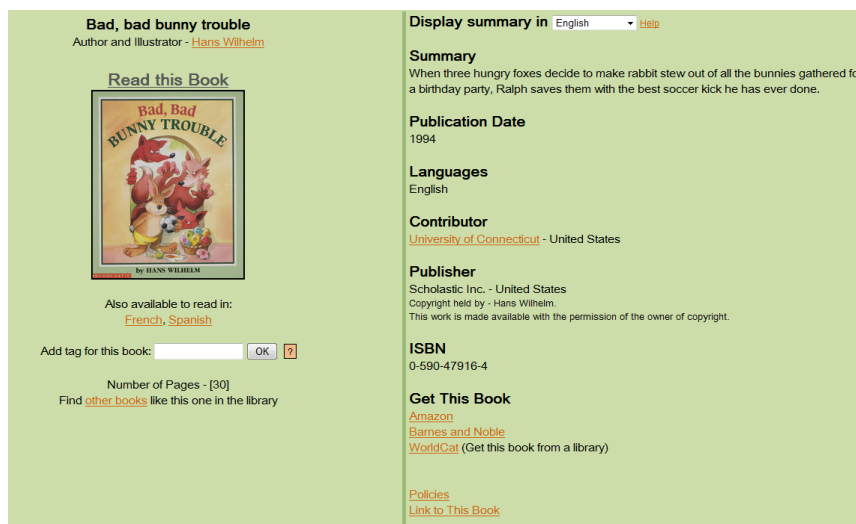 Bad, bad bunny trouble
Author and Illustrator - Hans Wilhelm
Read this Book
Bad, Bad
BUNNY TROUBLE
SCHOLASTIC
by HANS WILHELM
Also available to read in:
French, Spanish
Add tag for this book: OK ?
Number of Pages - [30]
Find other books like this one in the library
Display summary in English Help
Summary
When three hungry foxes decide to make rabbit stew out of all the bunnies gathered fo
a birthday party, Ralph saves them with the best soccer kick he has ever done.
Publication Date
1994
Languages
English
Contributor
University of Connecticut - United States
Publisher
Scholastic Inc. - United States
Copyright held by - Hans Wilhelm.
This work is made available with the permission of the owner of copyright.
ISBN
0-590-47916-4
Get This Book
Amazon
Barnes and Noble
WorldCat (Get this book from a library)
Policies
Link to This Book